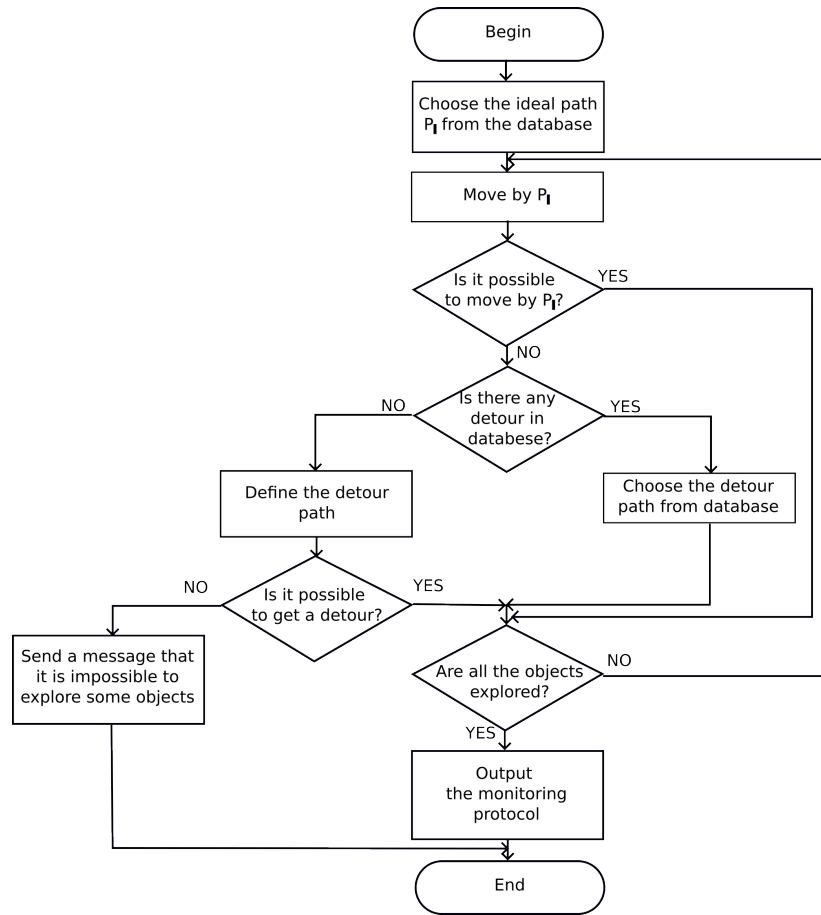 Begin
Choose the ideal path
PI from the database
Move by PI
Is it possible
to move by PI?
YES
NO
Is there any
detour in
databese?
NO
YES
Define the detour
path
Choose the detour
path from database
Is it possible
to get a detour?
NO
YES
Send a message that
it is impossible to
explore some objects
Are all the objects
explored?
NO
YES
Output
the monitoring
protocol
End